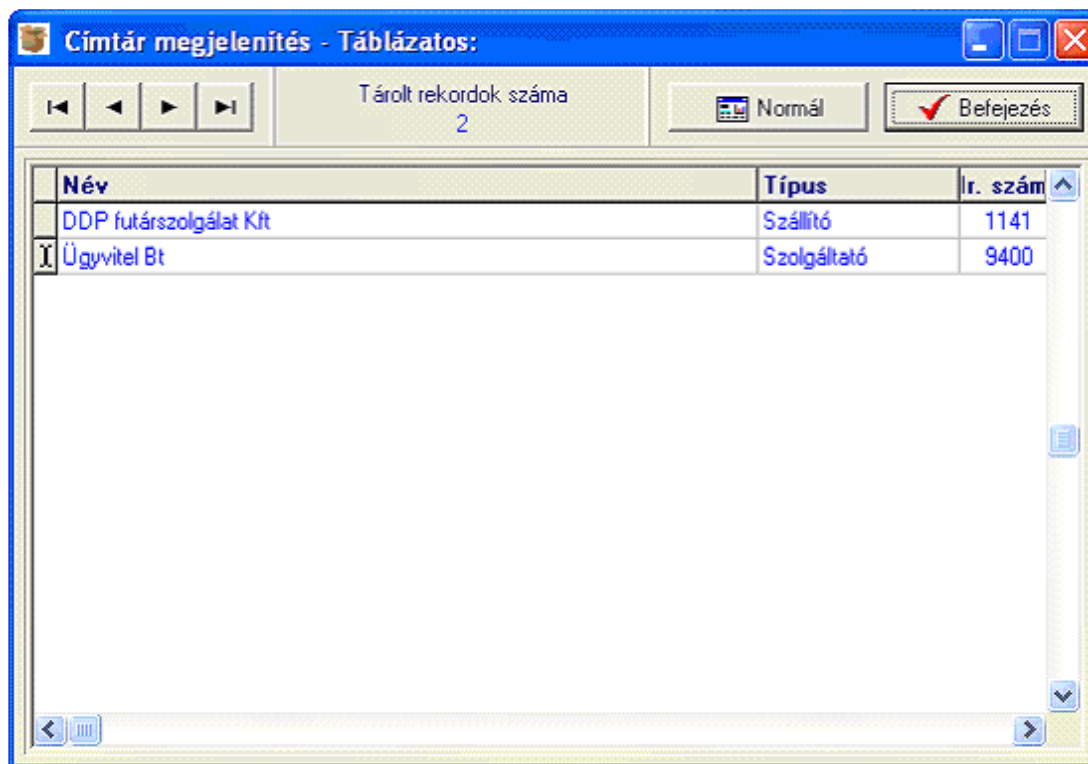 Címtár megjelenítés - Táblázatos:
Tárolt rekordok száma
2
Normál
Befejezés
Név Típus Ir. szám
DDP futárszolgálat Kft Szállító 1141
Ügyvitel Bt Szolgáltató 9400